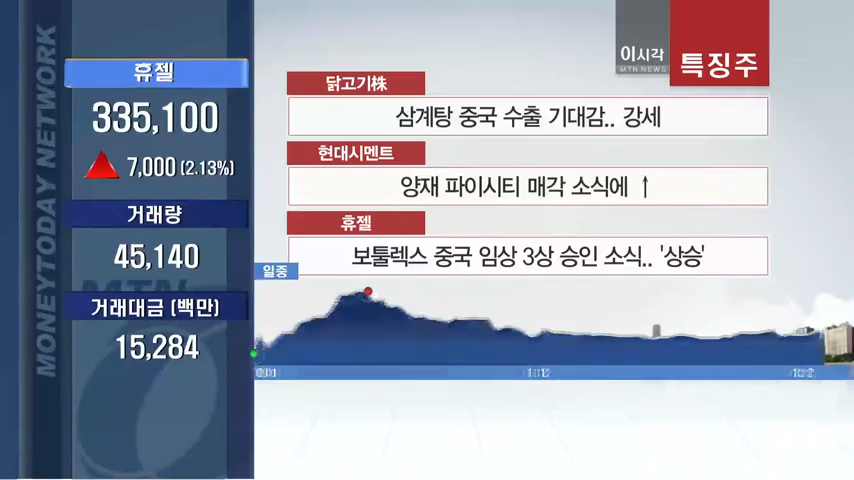 MONEYTODAY NETWORK
휴젤
335,100
7,000 (2.13%)
거래량
45,140
거래대금 (백만)
15,284
이시각
MTN NEWS
특징주
닭고기株
삼계탕 중국 수출 기대감.. 강세
현대시멘트
양재 파이시티 매각 소식에 ↑
휴젤
보툴렉스 중국 임상 3상 승인 소식.. '상승'
일중